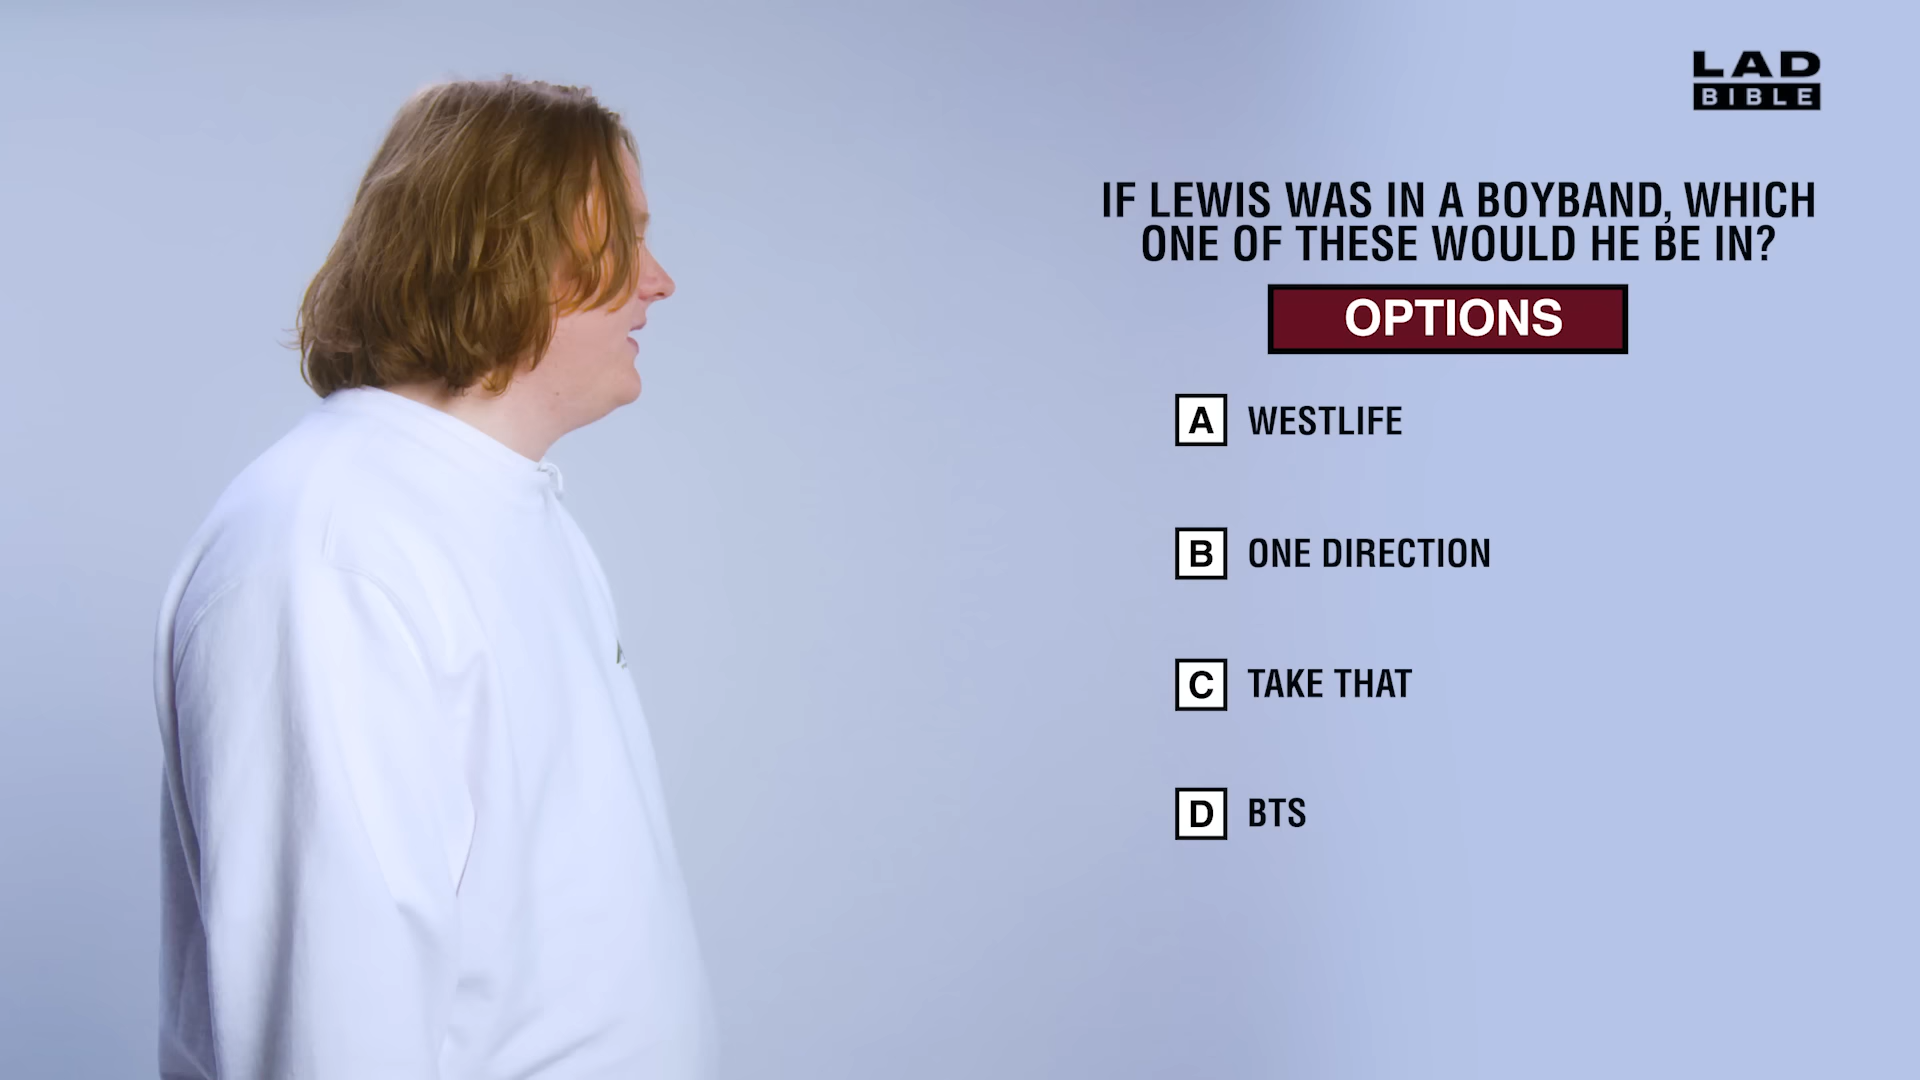 LAD
BIBLE
IF LEWIS WAS IN A BOYBAND, WHICH
ONE OF THESE WOULD HE BE IN?
OPTIONS
A WESTLIFE
B ONE DIRECTION
C TAKE THAT
D BTS